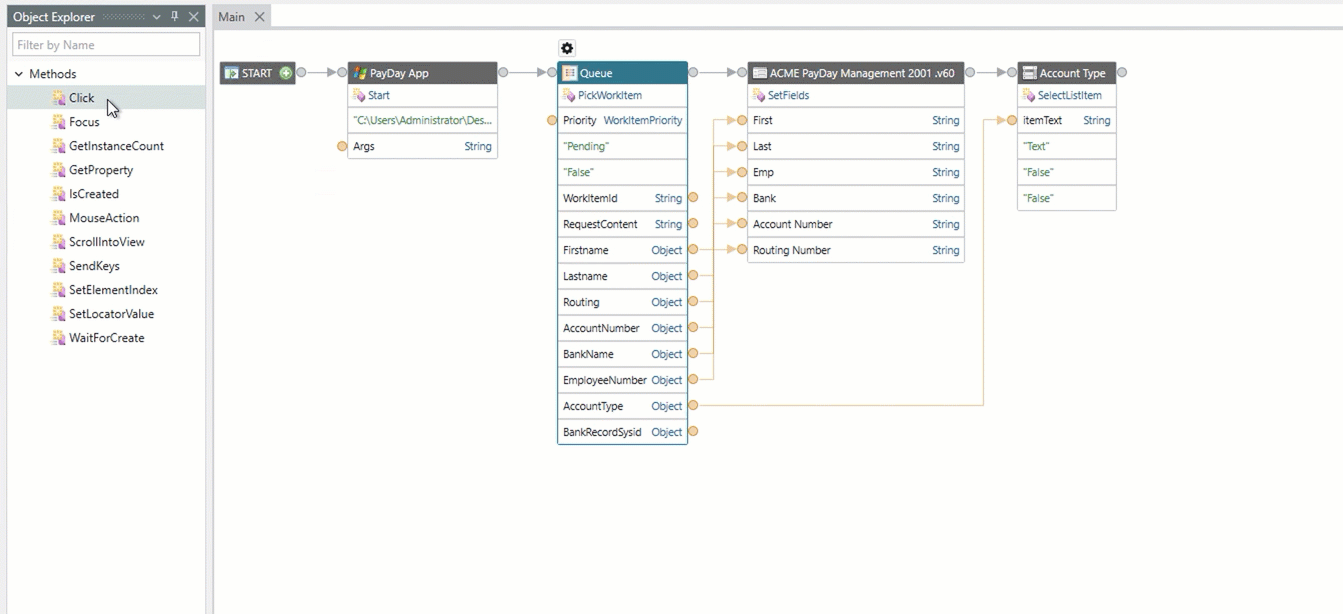 Object Explorer
Filter by Name
Methods
Click
Focus
GetInstanceCount
GetProperty
IsCreated
MouseAction
ScrollIntoView
SendKeys
SetElementIndex
SetLocatorValue
WaitForCreate
Main
START
PayDay App
Start
"C:\Users\Administrator\Des...
Args String
Queue
PickWorkItem
Priority WorkItemPriority
"Pending"
"False"
WorkItemId String
RequestContent String
Firstname Object
Lastname Object
Routing Object
AccountNumber Object
BankName Object
EmployeeNumber Object
AccountType Object
BankRecordSysid Object
ACME PayDay Management 2001 .v60
SetFields
First String
Last String
Emp String
Bank String
Account Number String
Routing Number String
Account Type
SelectListItem
itemText String
"Text"
"False"
"False"